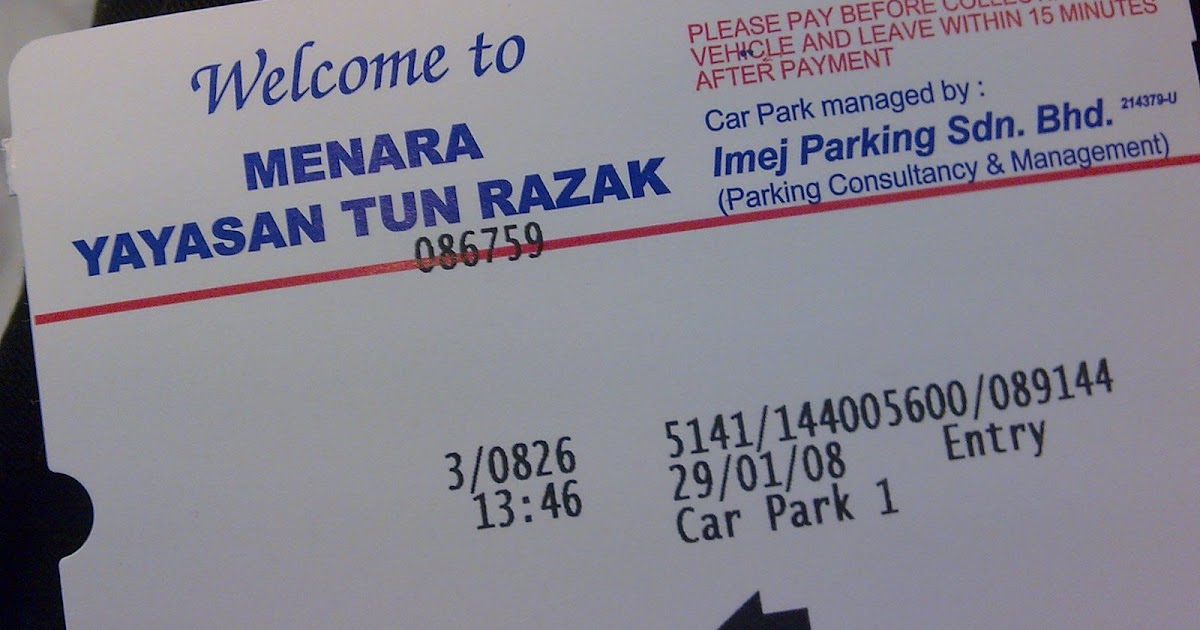 Welcome to
MENARA
YAYASAN TUN RAZAK
086759
PLEASE PAY BEFORE
VEHICLE AND LEAVE WITHIN 15 MINUTES
AFTER PAYMENT
Car Park managed by :
Imej Parking Sdn. Bhd. 214379-U
(Parking Consultancy & Management)
3/0826 5141/144005600/089144
13:46 29/01/08 Entry
Car Park 1